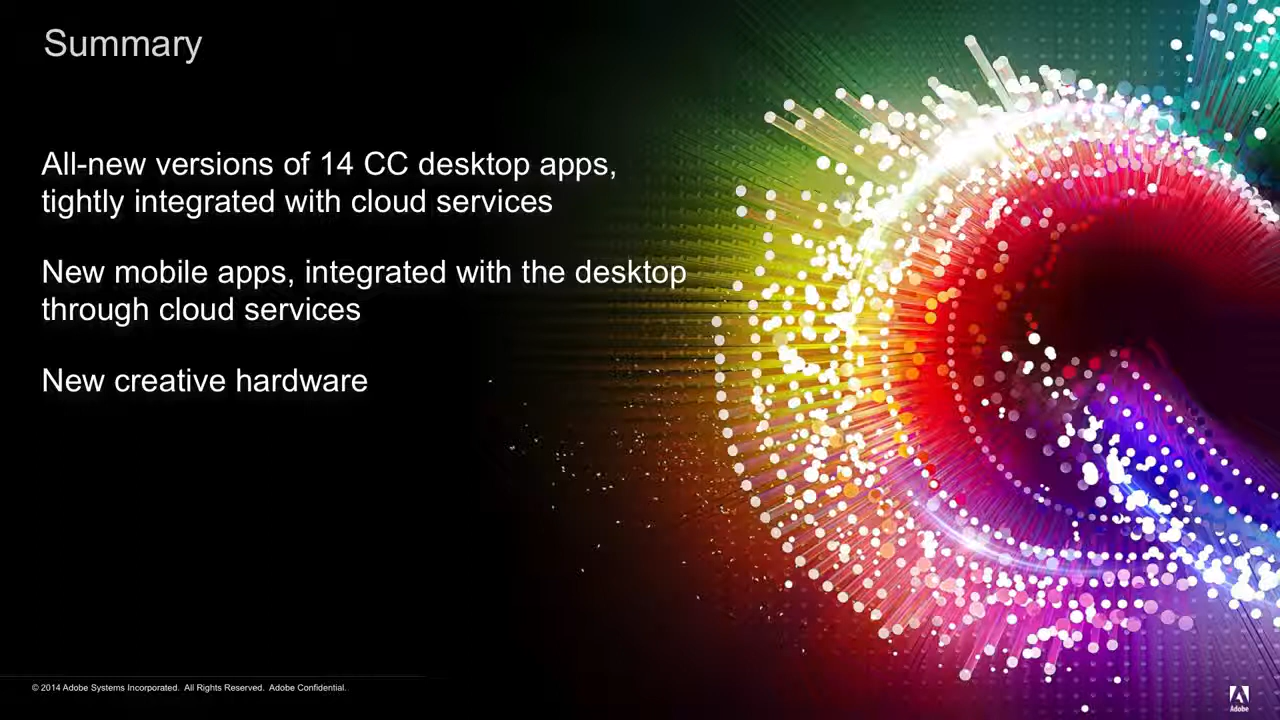 Summary
All-new versions of 14 CC desktop apps,
tightly integrated with cloud services
New mobile apps, integrated with the desktop
through cloud services
New creative hardware
© 2014 Adobe Systems Incorporated. All Rights Reserved. Adobe Confidential.
Adobe